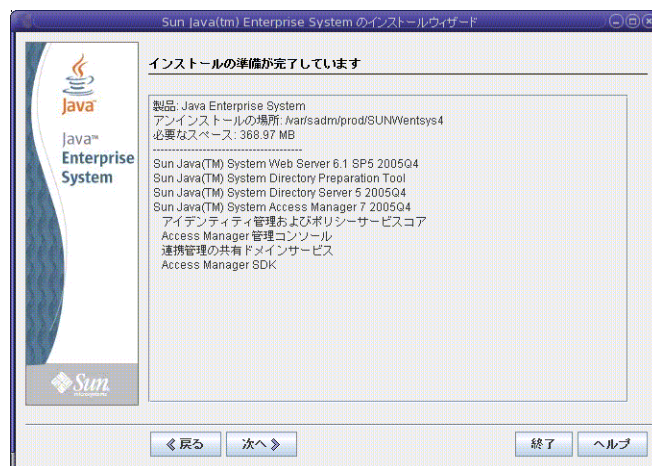 Sun Java(tm) Enterprise System のインストールウィザード
インストールの準備が完了しています
製品: Java Enterprise System
アンインストールの場所: /var/sadm/prod/SUNWentsys4
必要なスペース: 368.97 MB
------------------------------------
Sun Java(TM) System Web Server 6.1 SP5 2005Q4
Sun Java(TM) System Directory Preparation Tool
Sun Java(TM) System Directory Server 5 2005Q4
Sun Java(TM) System Access Manager 7 2005Q4
アイデンティティ管理およびポリシーサービスコア
Access Manager 管理コンソール
連携管理の共有ドメインサービス
Access Manager SDK
Java
Java™
Enterprise
System
Sun
microsystems
≪ 戻る
次へ ≫
終了
ヘルプ